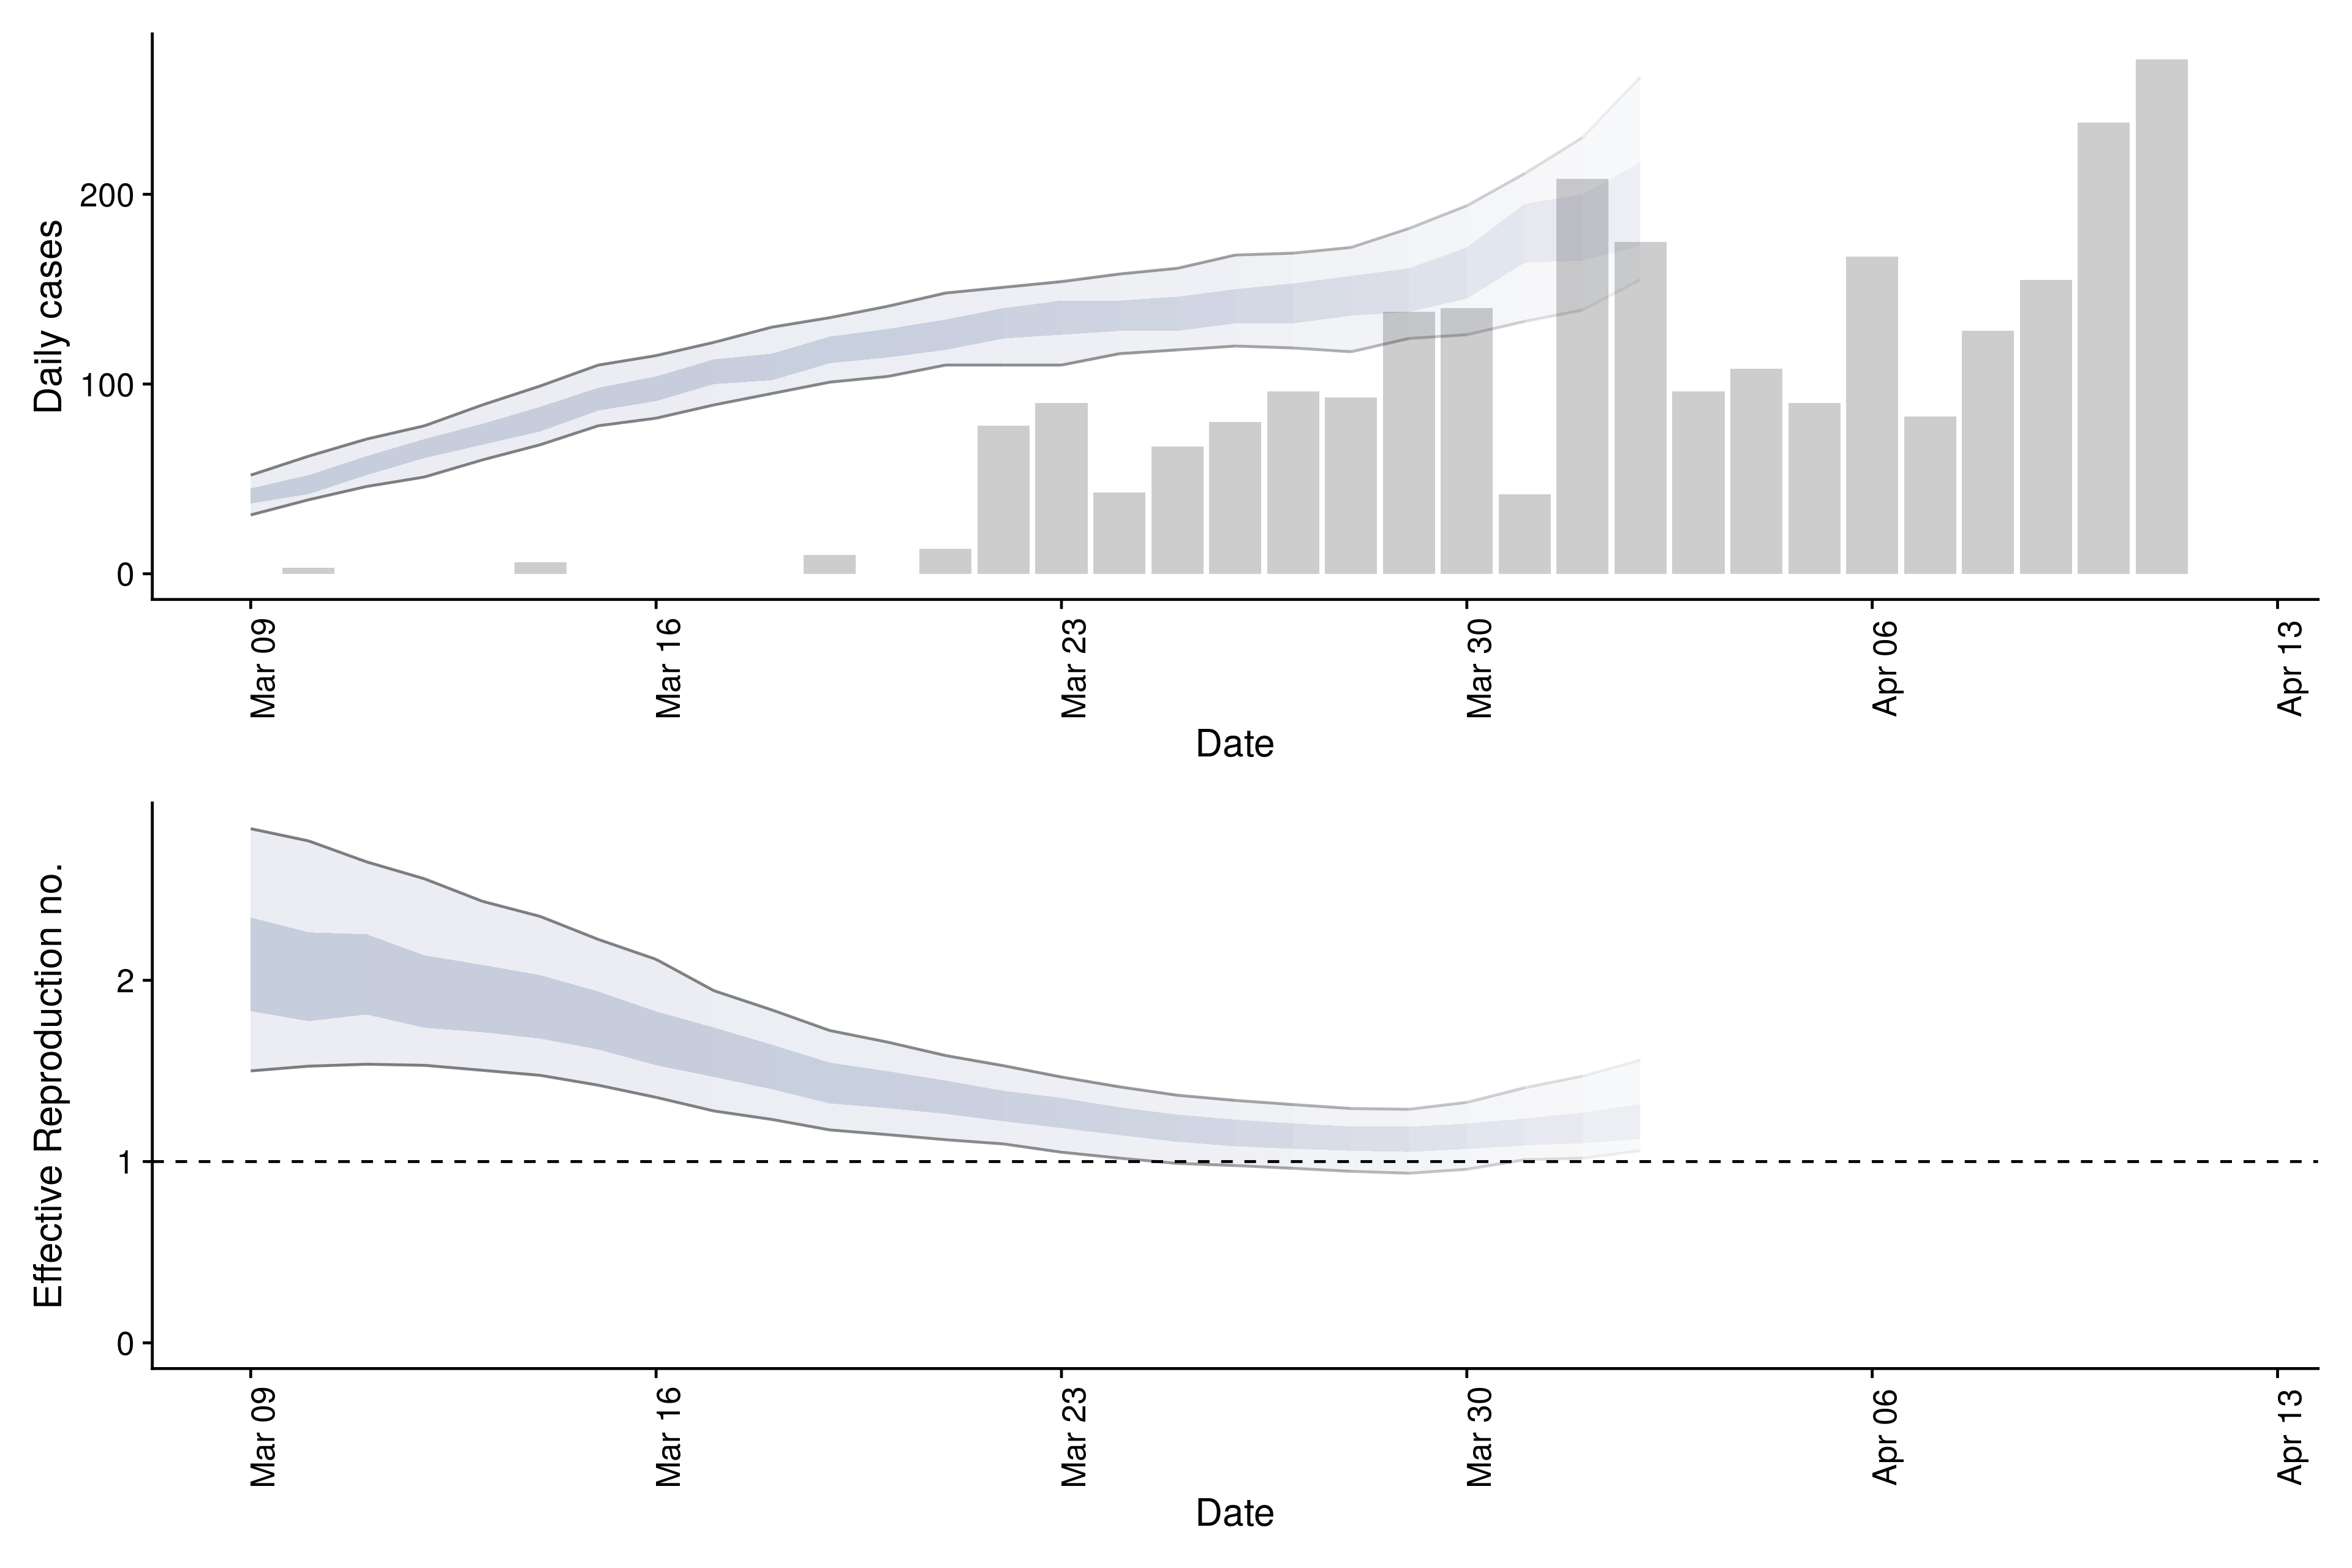 Daily cases
200
100
0
Mar 09
Mar 16
Mar 23
Mar 30
Apr 06
Apr 13
Date
Effective Reproduction no.
2
1
0
Mar 09
Mar 16
Mar 23
Mar 30
Apr 06
Apr 13
Date